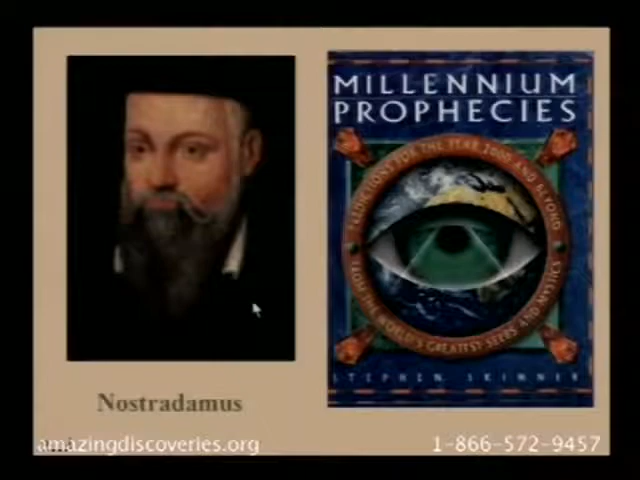 MILLENNIUM
PROPHECIES
PREDICTIONS FOR THE YEAR 2000 AND BEYOND
FROM THE WORLD'S GREATEST SEERS AND MYSTICS
STEPHEN SKINNER
Nostradamus
amazingdiscoveries.org
1-866-572-9457